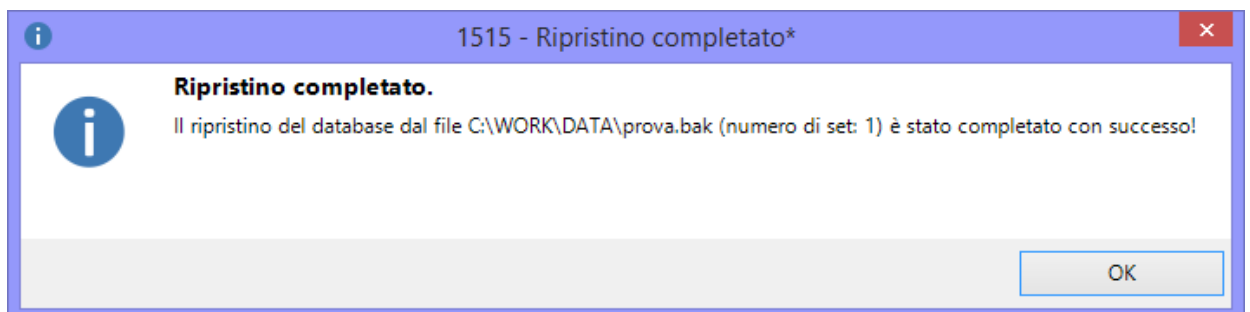 1515 - Ripristino completato*
Ripristino completato.
Il ripristino del database dal file C:\WORK\DATA\prova.bak (numero di set: 1) è stato completato con successo!
OK